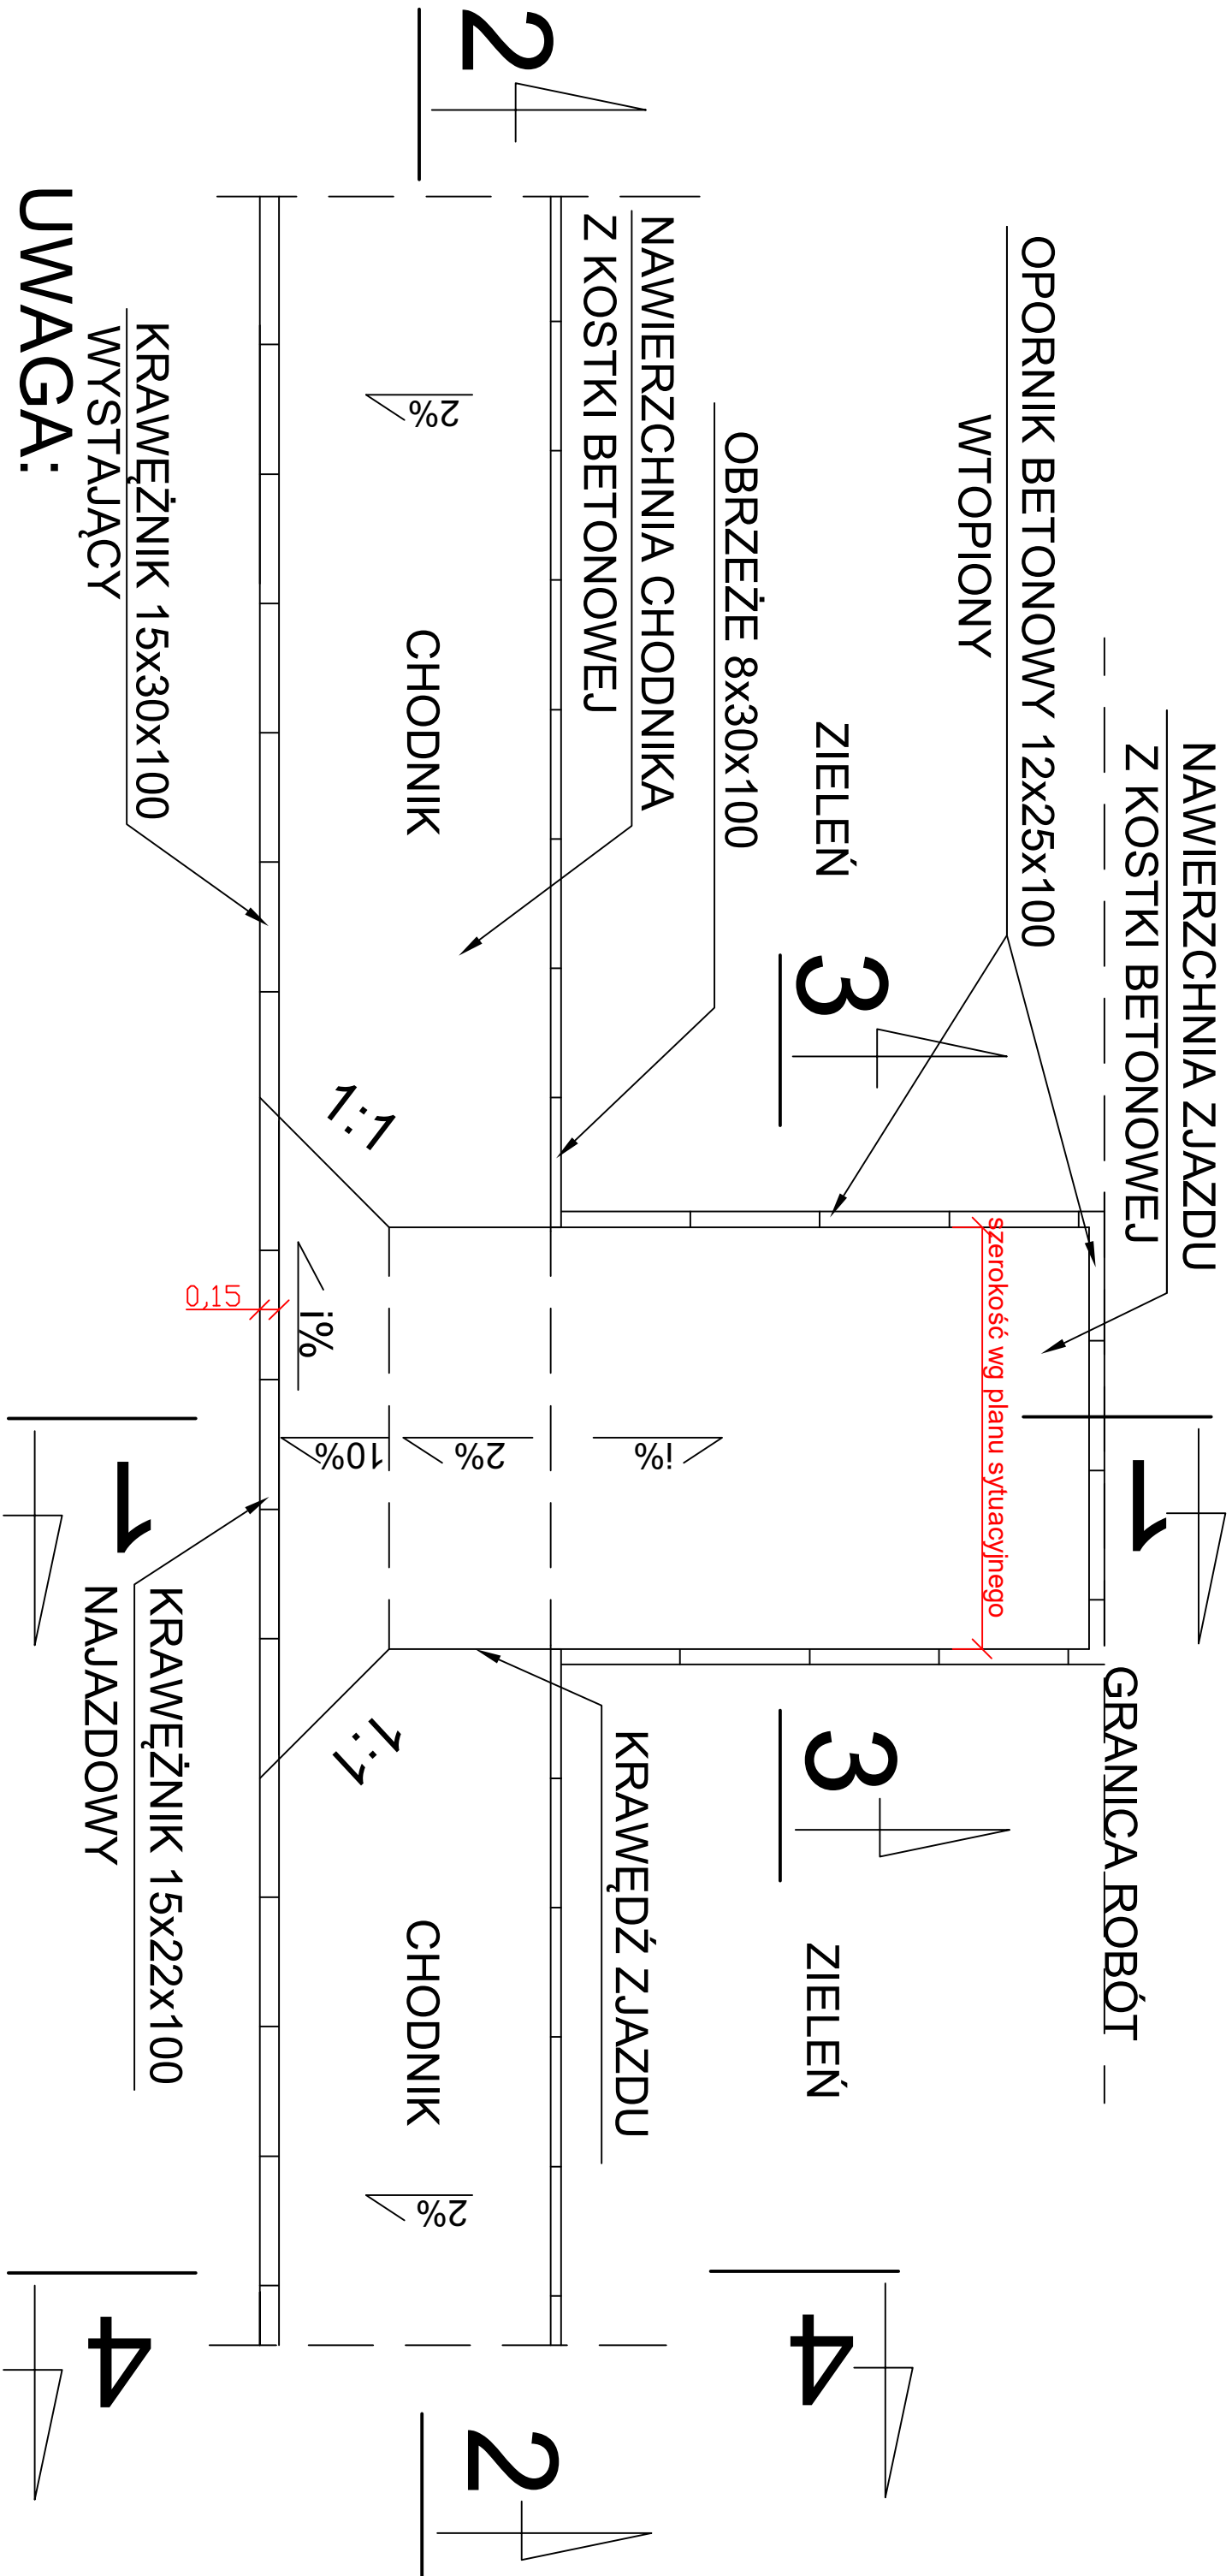 NAWIERZCHNIA ZJAZDU
Z KOSTKI BETONOWEJ
1
GRANICA ROBÓT
OPORNIK BETONOWY 12x25x100
WTOPIONY
szerokość wg planu sytuacyjnego
ZIELEŃ
3
3
ZIELEŃ
4
OBRZEŻE 8x30x100
NAWIERZCHNIA CHODNIKA
Z KOSTKI BETONOWEJ
i%
KRAWĘDŹ ZJAZDU
2
2
2%
CHODNIK
2%
CHODNIK
2%
1:1
10%
1:1
i%
0,15
KRAWĘŻNIK 15x30x100
WYSTAJĄCY
1
KRAWĘŻNIK 15x22x100
NAJAZDOWY
4
UWAGA: